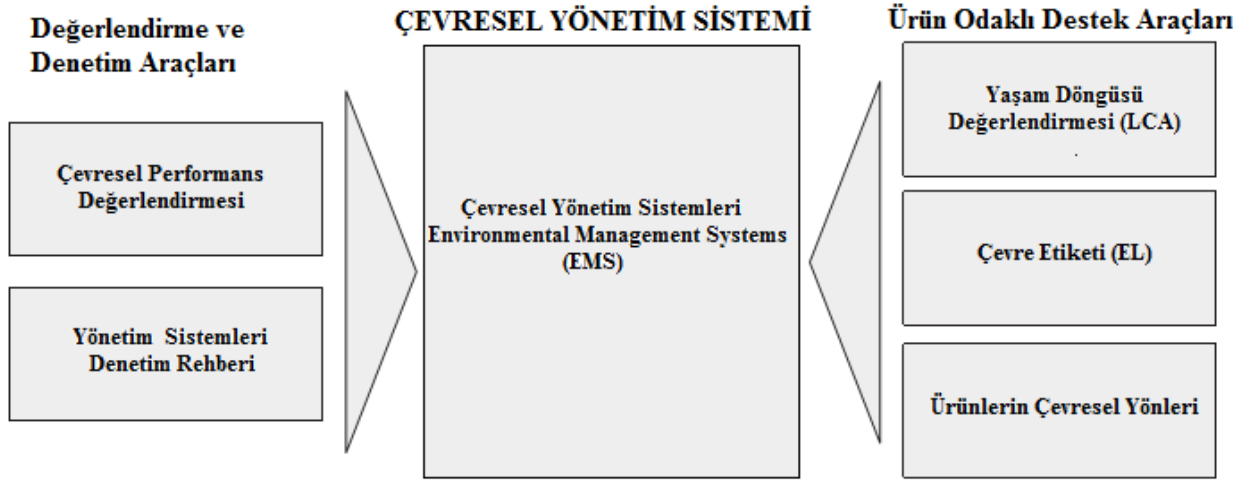 Değerlendirme ve
Denetim Araçları
Çevresel Performans
Değerlendirmesi
Yönetim Sistemleri
Denetim Rehberi
ÇEVRESEL YÖNETİM SİSTEMİ
Çevresel Yönetim Sistemleri
Environmental Management Systems
(EMS)
Ürün Odaklı Destek Araçları
Yaşam Döngüsü
Değerlendirmesi (LCA)
Çevre Etiketi (EL)
Ürünlerin Çevresel Yönleri